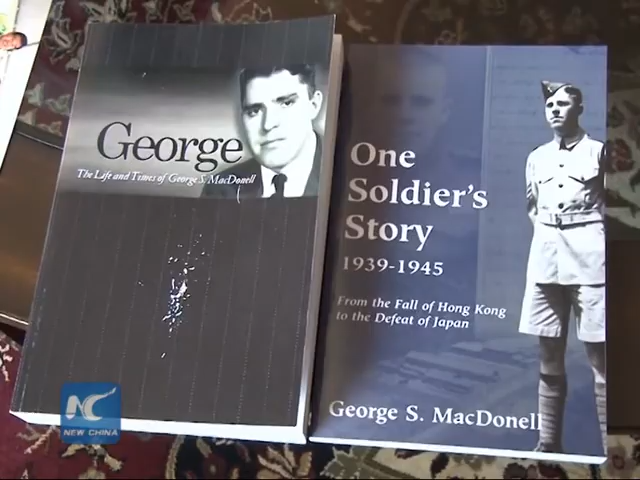 George
The Life and Times of George S. MacDonell
One
Soldier's
Story
1939-1945
From the Fall of Hong Kong
to the Defeat of Japan
George S. MacDonell
NEW CHINA